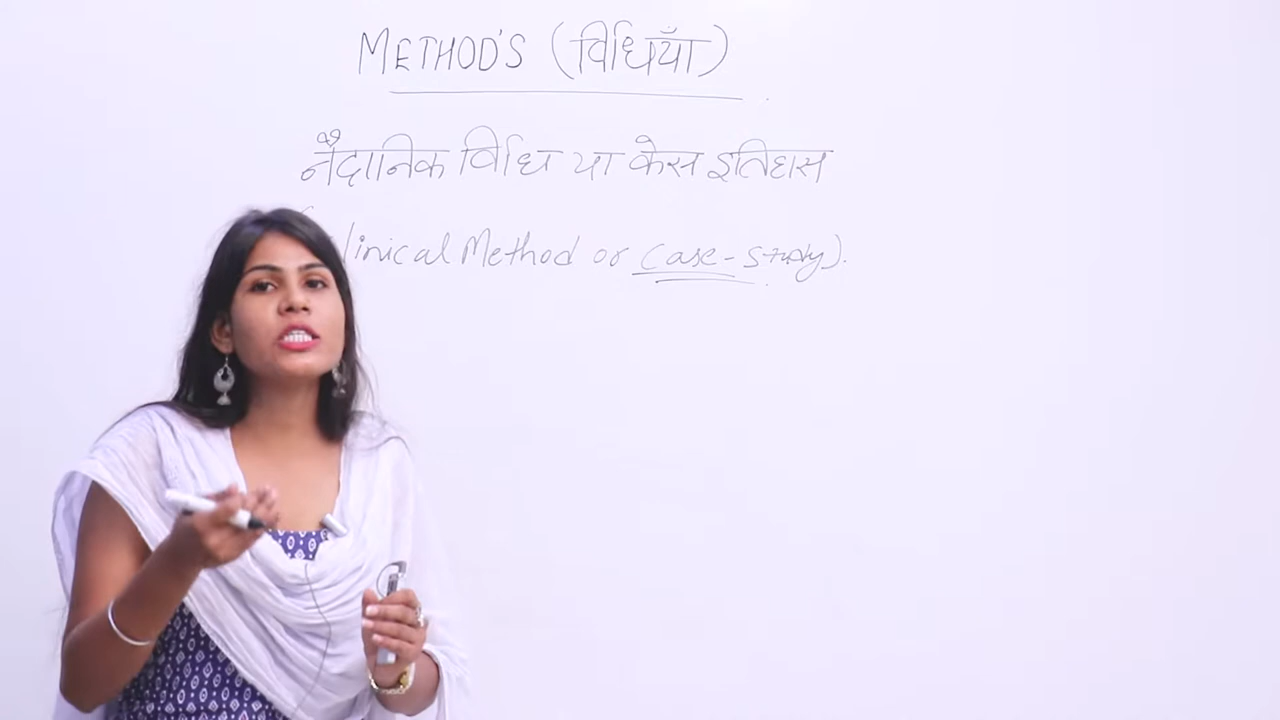 METHOD'S (विधियाँ)
नैदानिक विधि या केस इतिहास
linical Method or Case-Study).